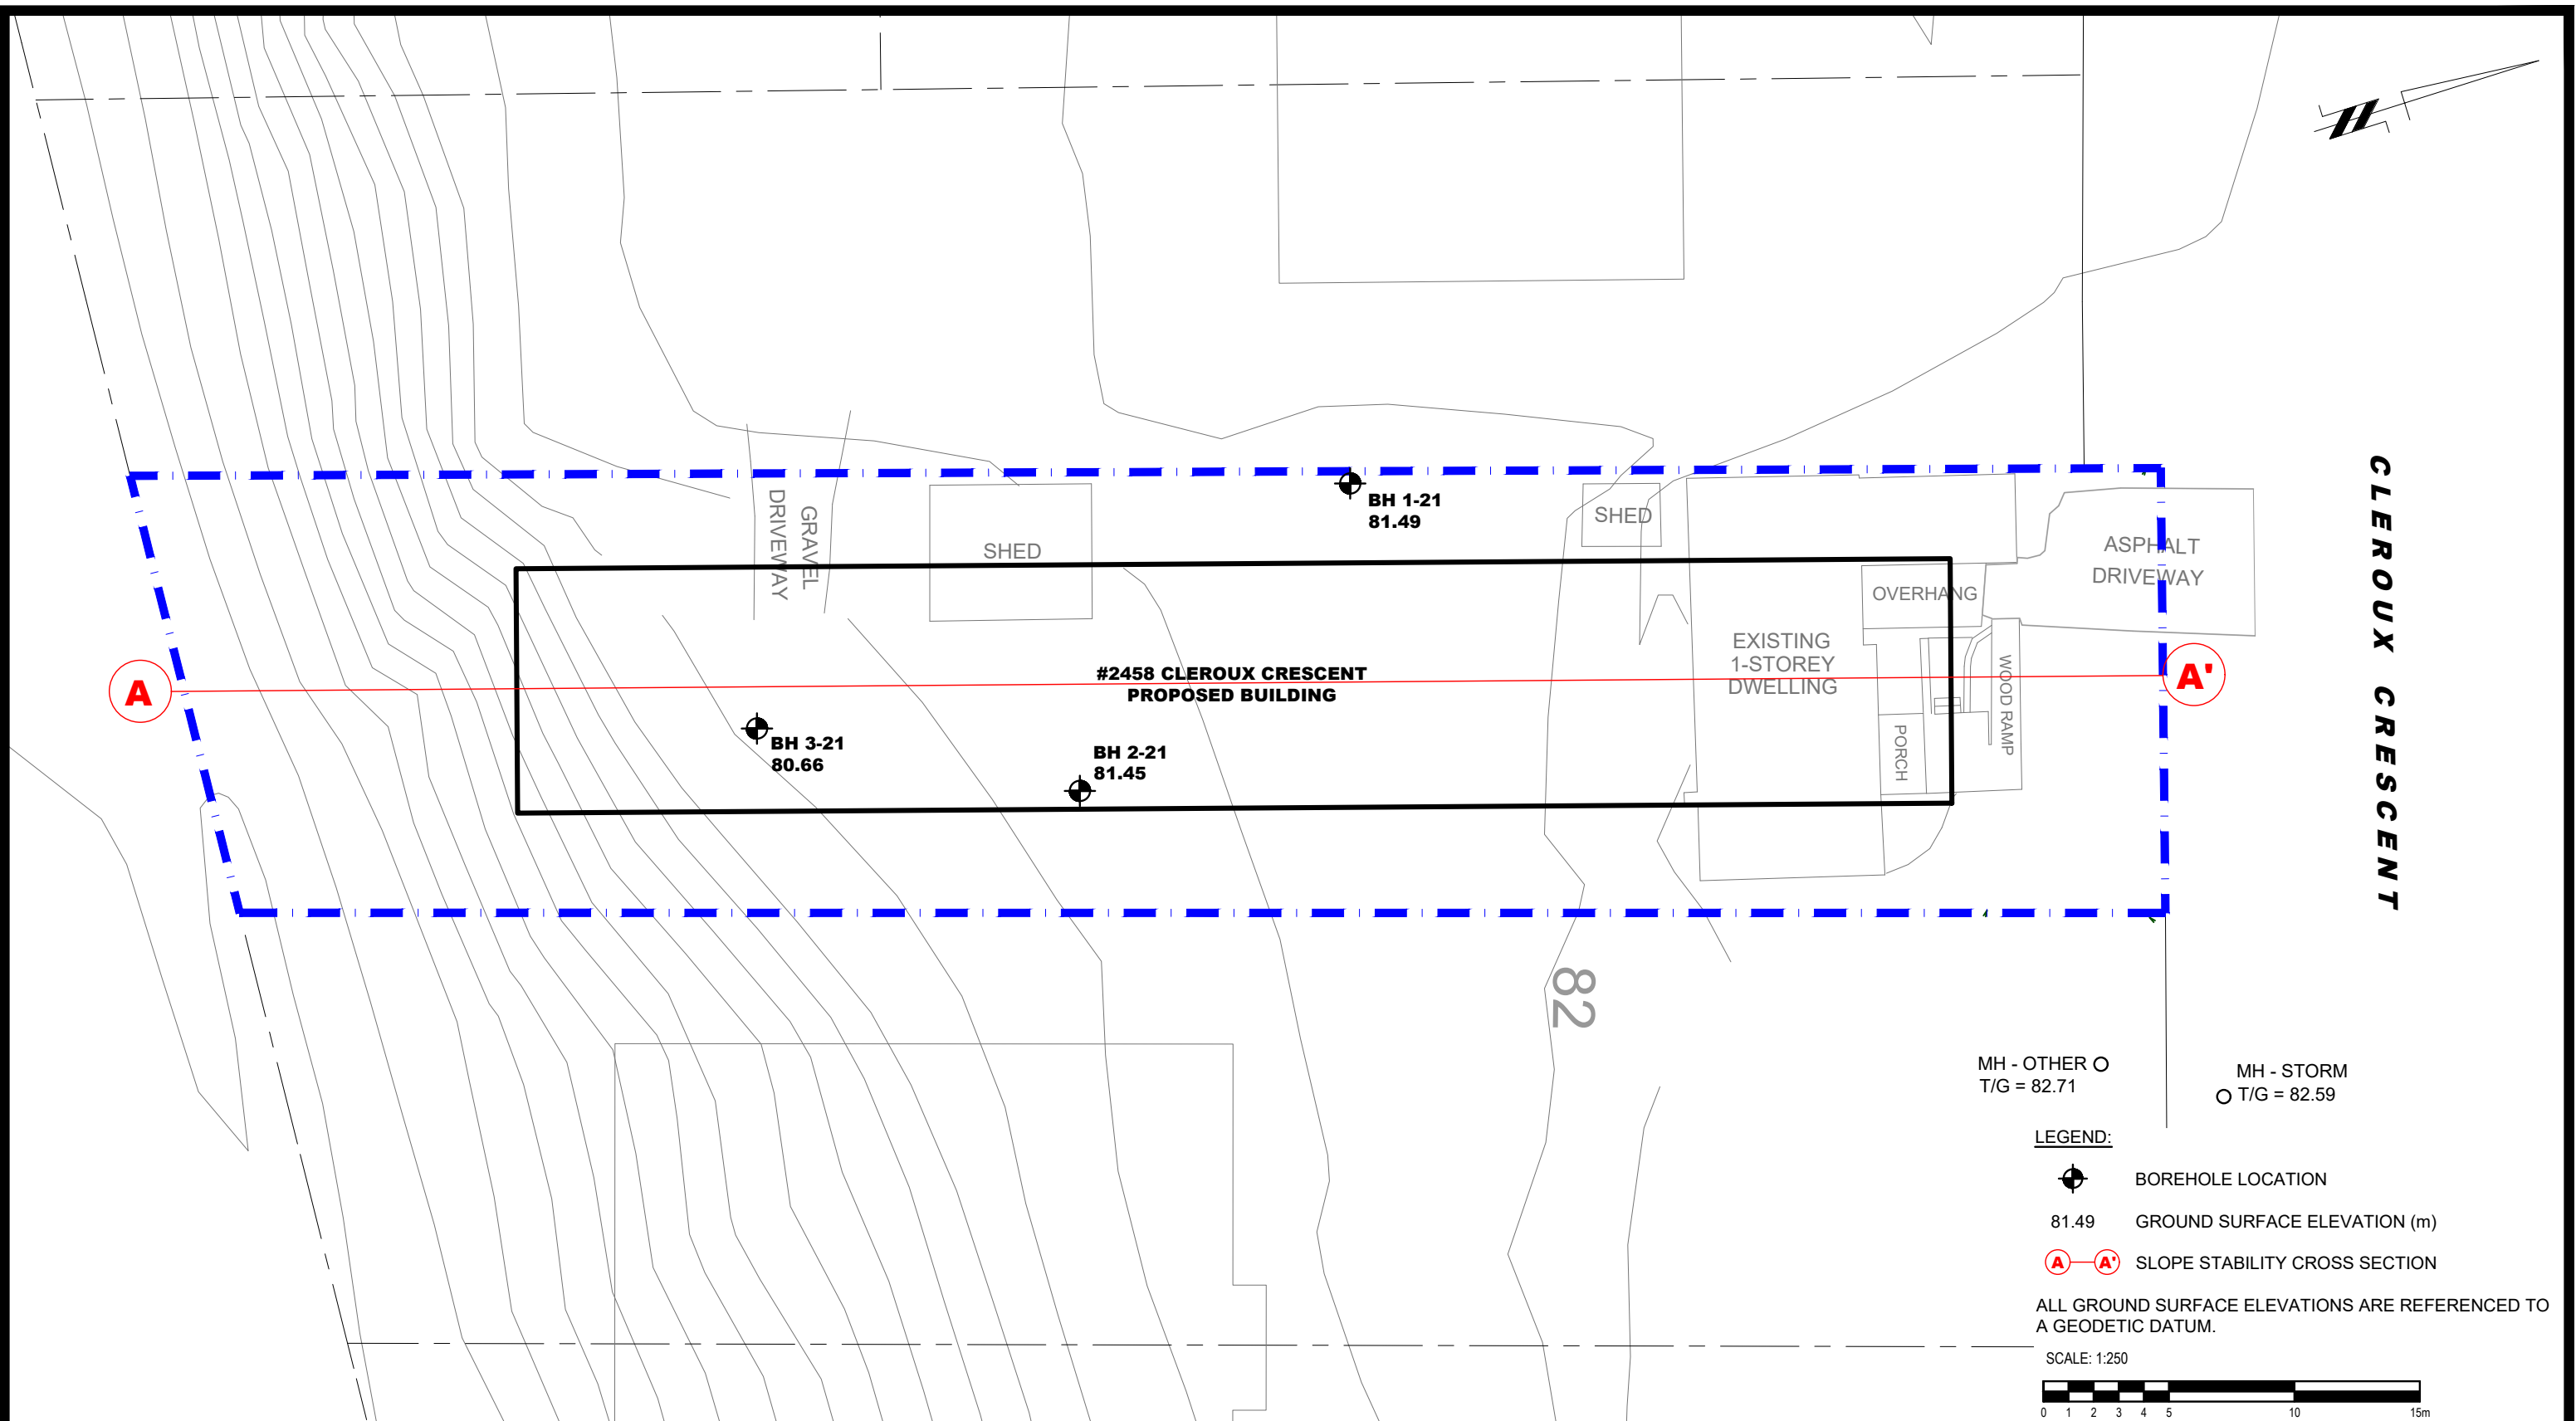 BH 1-21
81.49
GRAVEL
DRIVEWAY
SHED
SHED
ASPHALT
DRIVEWAY
OVERHANG
EXISTING
1-STOREY
DWELLING
WOOD RAMP
PORCH
#2458 CLEROUX CRESCENT
PROPOSED BUILDING
A
A'
BH 3-21
80.66
BH 2-21
81.45
CLEROUX CRESCENT
82
MH - OTHER
T/G = 82.71
MH - STORM
T/G = 82.59
LEGEND:
BOREHOLE LOCATION
81.49 GROUND SURFACE ELEVATION (m)
A A' SLOPE STABILITY CROSS SECTION
ALL GROUND SURFACE ELEVATIONS ARE REFERENCED TO
A GEODETIC DATUM.
SCALE: 1:250
0 1 2 3 4 5 10 15m